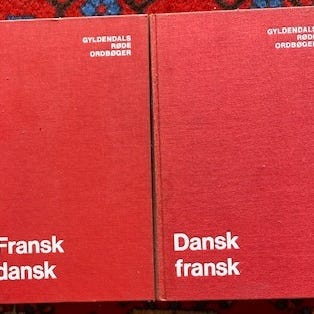 GYLDENDALS
RØDE
ORDBØGER
Fransk
dansk
GYLDENDALS
RØDE
ORDBØGER
Dansk
fransk